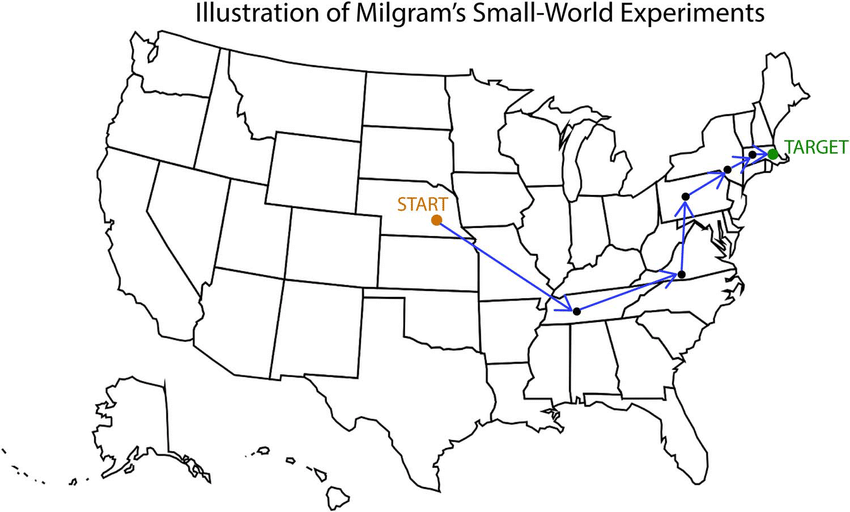 Illustration of Milgram's Small-World Experiments
TARGET
START